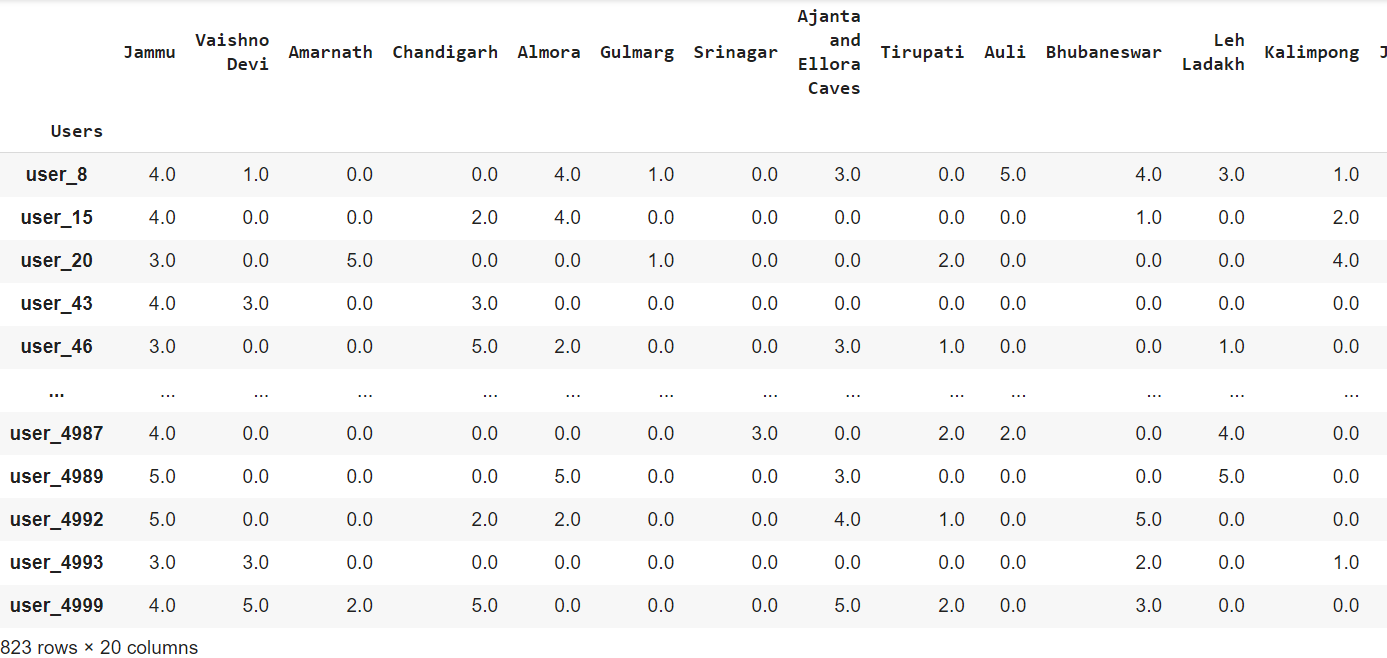 Jammu Vaishno Devi Amarnath Chandigarh Almora Gulmarg Srinagar Ajanta and Ellora Caves Tirupati Auli Bhubaneswar Leh Ladakh Kalimpong
Users
user_8 4.0 1.0 0.0 0.0 4.0 1.0 0.0 3.0 0.0 5.0 4.0 3.0 1.0
user_15 4.0 0.0 0.0 2.0 4.0 0.0 0.0 0.0 0.0 0.0 1.0 0.0 2.0
user_20 3.0 0.0 5.0 0.0 0.0 1.0 0.0 0.0 2.0 0.0 0.0 0.0 4.0
user_43 4.0 3.0 0.0 3.0 0.0 0.0 0.0 0.0 0.0 0.0 0.0 0.0 0.0
user_46 3.0 0.0 0.0 5.0 2.0 0.0 0.0 3.0 1.0 0.0 0.0 1.0 0.0
... ... ... ... ... ... ... ... ... ... ... ... ... ...
user_4987 4.0 0.0 0.0 0.0 0.0 0.0 3.0 0.0 2.0 2.0 0.0 4.0 0.0
user_4989 5.0 0.0 0.0 0.0 5.0 0.0 0.0 3.0 0.0 0.0 0.0 5.0 0.0
user_4992 5.0 0.0 0.0 2.0 2.0 0.0 0.0 4.0 1.0 0.0 5.0 0.0 0.0
user_4993 3.0 3.0 0.0 0.0 0.0 0.0 0.0 0.0 0.0 0.0 2.0 0.0 1.0
user_4999 4.0 5.0 2.0 5.0 0.0 0.0 0.0 5.0 2.0 0.0 3.0 0.0 0.0
823 rows × 20 columns